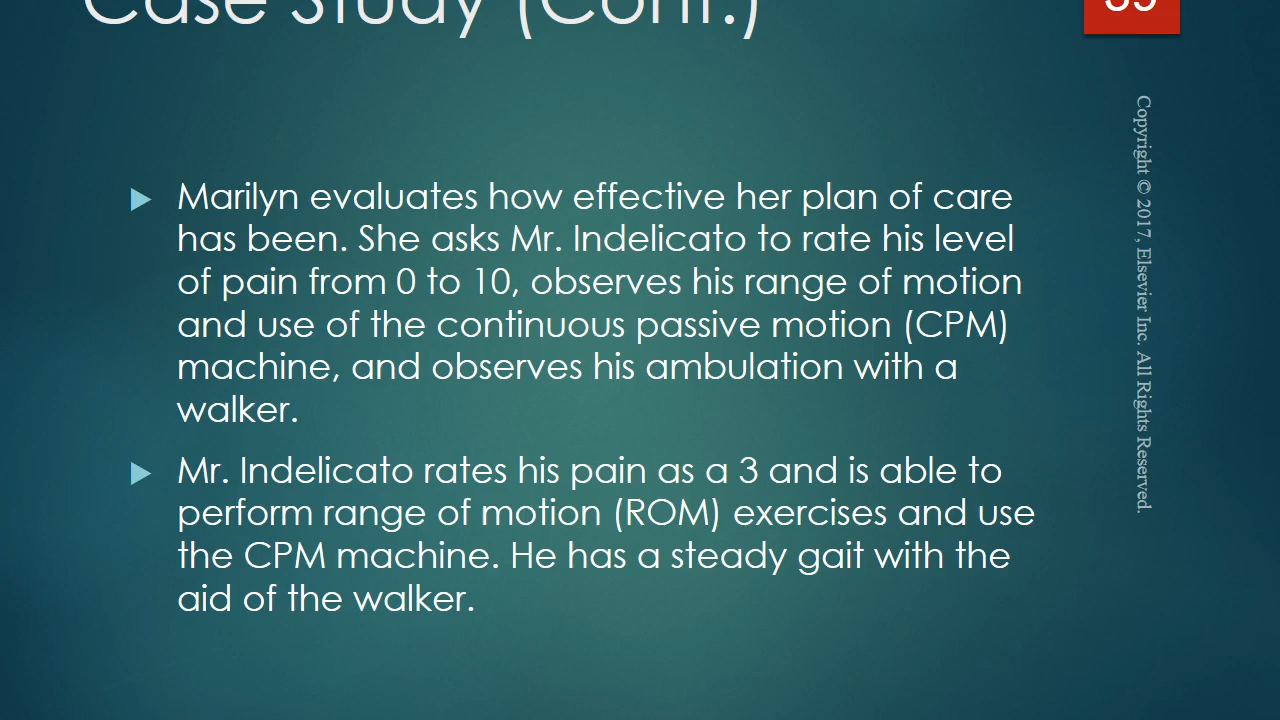 Case Study (Cont.)
Marilyn evaluates how effective her plan of care
has been. She asks Mr. Indelicato to rate his level
of pain from 0 to 10, observes his range of motion
and use of the continuous passive motion (CPM)
machine, and observes his ambulation with a
walker.
Mr. Indelicato rates his pain as a 3 and is able to
perform range of motion (ROM) exercises and use
the CPM machine. He has a steady gait with the
aid of the walker.
Copyright © 2017, Elsevier Inc. All Rights Reserved.